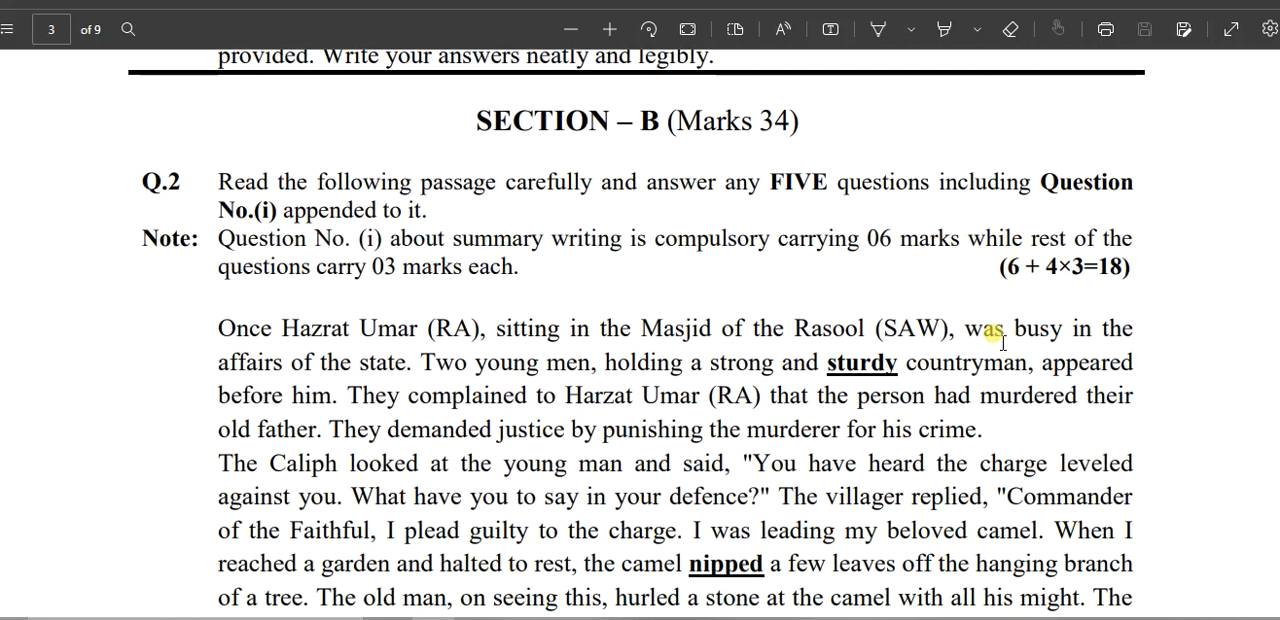 3 of 9
provided. Write your answers neatly and legibly.
SECTION – B (Marks 34)
Q.2 Read the following passage carefully and answer any FIVE questions including Question
No.(i) appended to it.
Note: Question No. (i) about summary writing is compulsory carrying 06 marks while rest of the
questions carry 03 marks each. (6 + 4×3=18)
Once Hazrat Umar (RA), sitting in the Masjid of the Rasool (SAW), was busy in the
affairs of the state. Two young men, holding a strong and sturdy countryman, appeared
before him. They complained to Harzat Umar (RA) that the person had murdered their
old father. They demanded justice by punishing the murderer for his crime.
The Caliph looked at the young man and said, "You have heard the charge leveled
against you. What have you to say in your defence?" The villager replied, "Commander
of the Faithful, I plead guilty to the charge. I was leading my beloved camel. When I
reached a garden and halted to rest, the camel nipped a few leaves off the hanging branch
of a tree. The old man, on seeing this, hurled a stone at the camel with all his might. The